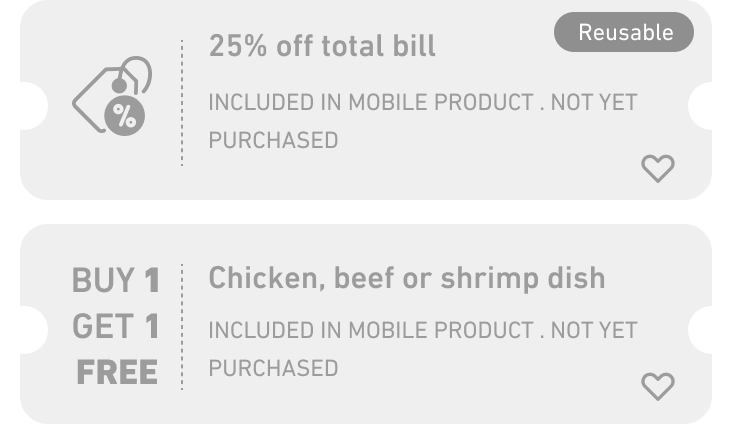 25% off total bill
Reusable
%
INCLUDED IN MOBILE PRODUCT . NOT YET
PURCHASED
BUY 1
GET 1
FREE
Chicken, beef or shrimp dish
INCLUDED IN MOBILE PRODUCT . NOT YET
PURCHASED